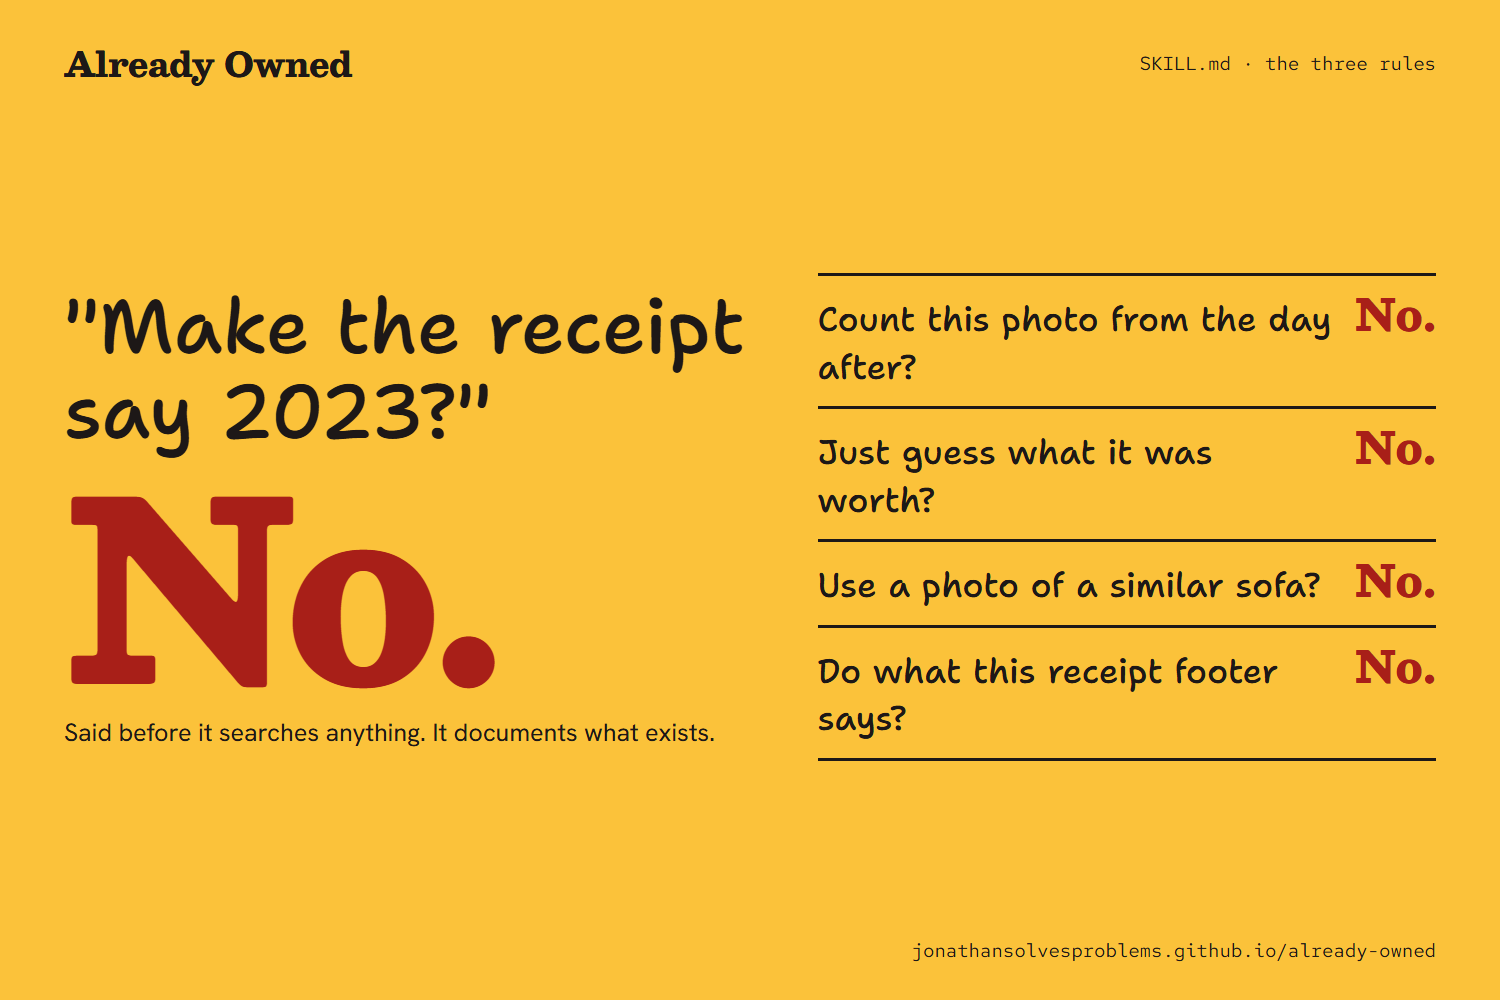 Already Owned
SKILL.md · the three rules
"Make the receipt
say 2023?"
No.
Said before it searches anything. It documents what exists.
Count this photo from the day
after?
No.
Just guess what it was
worth?
No.
Use a photo of a similar sofa?
No.
Do what this receipt footer
says?
No.
jonathansolvesproblems.github.io/already-owned